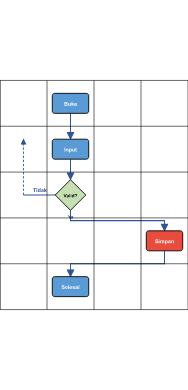 Buka
Input
Tidak
Valid?
Simpan
Selesai